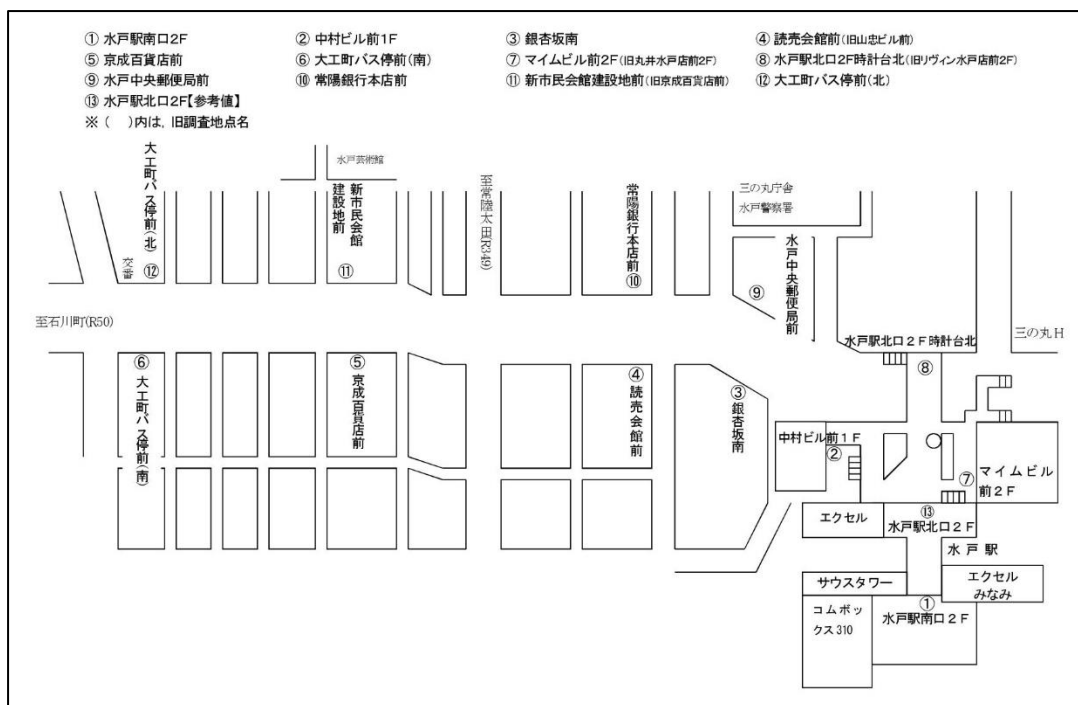 ① 水戸駅南口2F ② 中村ビル前1F ③ 銀杏坂南 ④ 読売会館前(旧山忠ビル前)
⑤ 京成百貨店前 ⑥ 大工町バス停前(南) ⑦ マイムビル前2F(旧丸井水戸店前2F) ⑧ 水戸駅北口2F時計台北(旧リヴィン水戸店前2F)
⑨ 水戸中央郵便局前 ⑩ 常陽銀行本店前 ⑪ 新市民会館建設地前(旧京成百貨店前) ⑫ 大工町バス停前(北)
⑬ 水戸駅北口2F【参考値】
※ ( )内は, 旧調査地点名
大工町バス停前(北)
交番
⑫
水戸芸術館
新市民会館
建設地前
⑪
至常陸太田(R349)
常陽銀行本店前
⑩
三の丸庁舎
水戸警察署
水戸中央郵便局前
⑨
至石川町(R50)
水戸駅北口2F時計台北
⑧
三の丸H
⑥
大工町バス停前(南)
⑤
京成百貨店前
④
読売会館前
③
銀杏坂南
中村ビル前1F
②
⑦
マイムビル
前2F
エクセル
⑬
水戸駅北口2F
水戸駅
サウスタワー
エクセル
みなみ
コムボッ
クス310
①
水戸駅南口2F